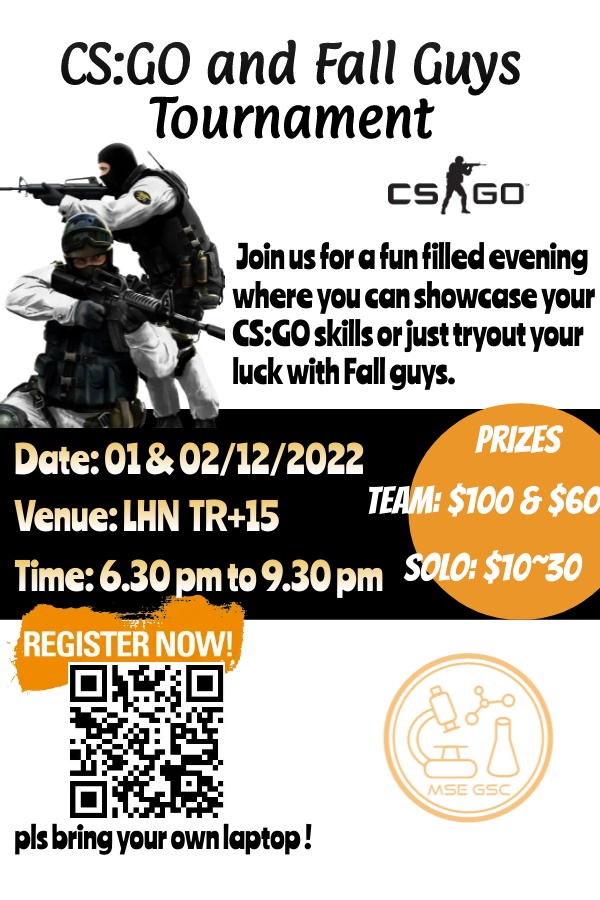 CS:GO and Fall Guys
Tournament
CS GO
Join us for a fun filled evening
where you can showcase your
CS:GO skills or just tryout your
luck with Fall guys.
Date: 01 & 02/12/2022
Venue: LHN TR+15
Time: 6.30 pm to 9.30 pm
PRIZES
TEAM: $100 & $60
SOLO: $10~30
REGISTER NOW!
MSE GSC
pls bring your own laptop !